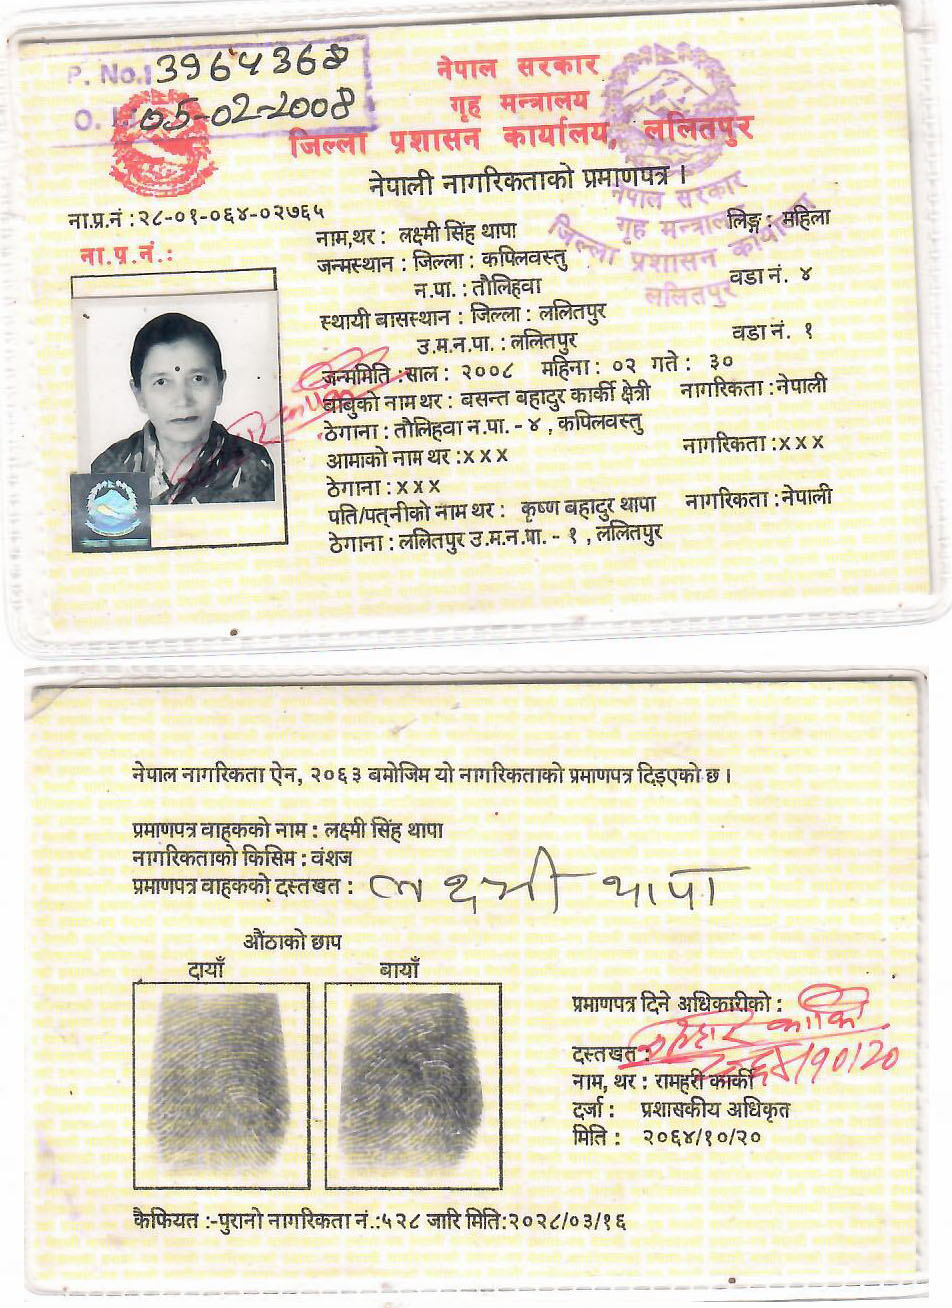 P. No. 3964368
05-02-2008
नेपाल सरकार
गृह मन्त्रालय
जिल्ला प्रशासन कार्यालय, ललितपुर
नेपाली नागरिकताको प्रमाणपत्र ।
नेपाल सरकार
गृह मन्त्रालय
जिल्ला प्रशासन कार्यालय
ललितपुर
ना.प्र.नं : २८-०१-०६४-०२७६५
ना.प्र.नं.:
नाम,थर : लक्ष्मी सिंह थापा लिङ्ग : महिला
जन्मस्थान : जिल्ला : कपिलवस्तु
न.पा. : तौलिहवा वडा नं. ४
स्थायी बासस्थान : जिल्ला : ललितपुर
उ.म.न.पा. : ललितपुर वडा नं. १
जन्ममिति :साल : २००८ महिना : ०२ गते : ३०
बाबुको नाम थर : बसन्त बहादुर कार्की क्षेत्री नागरिकता :नेपाली
ठेगाना : तौलिहवा न.पा. - ४ , कपिलवस्तु
आमाको नाम थर :x x x नागरिकता :x x x
ठेगाना : x x x
पति/पत्‌नीको नाम थर : कृष्ण बहादुर थापा नागरिकता :नेपाली
ठेगाना : ललितपुर उ.म.न.पा. - १ , ललितपुर
नेपाल नागरिकता ऐन, २०६३ बमोजिम यो नागरिकताको प्रमाणपत्र दिइएको छ ।
प्रमाणपत्र वाहकको नाम : लक्ष्मी सिंह थापा
नागरिकताको किसिम : वंशज
प्रमाणपत्र वाहकको दस्तखत : लक्ष्मी थापा
औंठाको छाप
दायाँ बायाँ
प्रमाणपत्र दिने अधिकारीको :
दस्तखत :
नाम, थर : रामहरी कार्की
दर्जा : प्रशासकीय अधिकृत
मिति : २०६४/१०/२०
कैफियत :-पुरानो नागरिकता नं.:५२८ जारि मिति:२०२८/०३/१६